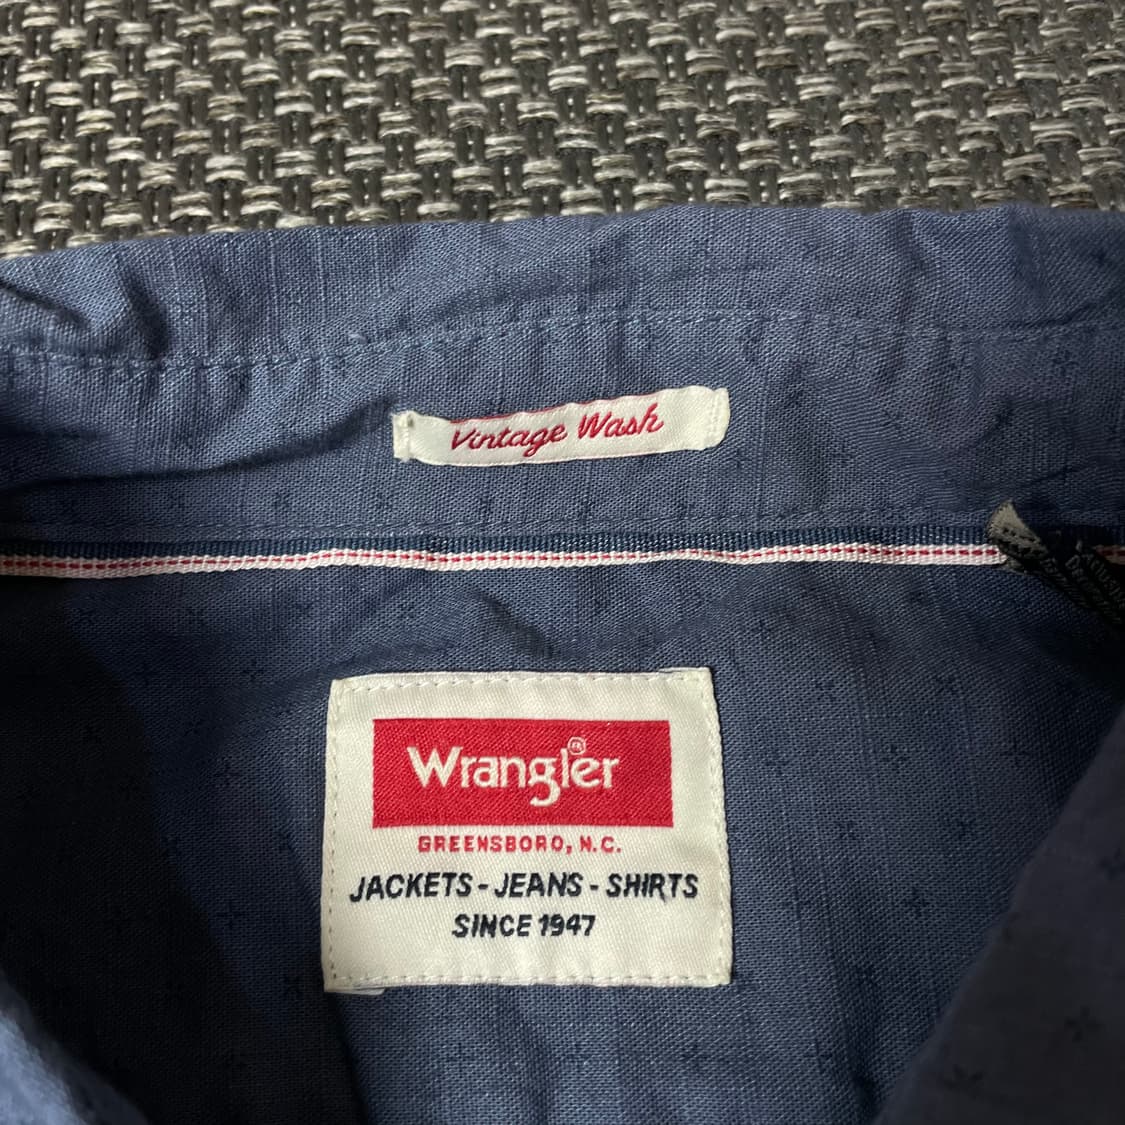 Vintage Wash
Wrangler®
GREENSBORO, N.C.
JACKETS - JEANS - SHIRTS
SINCE 1947